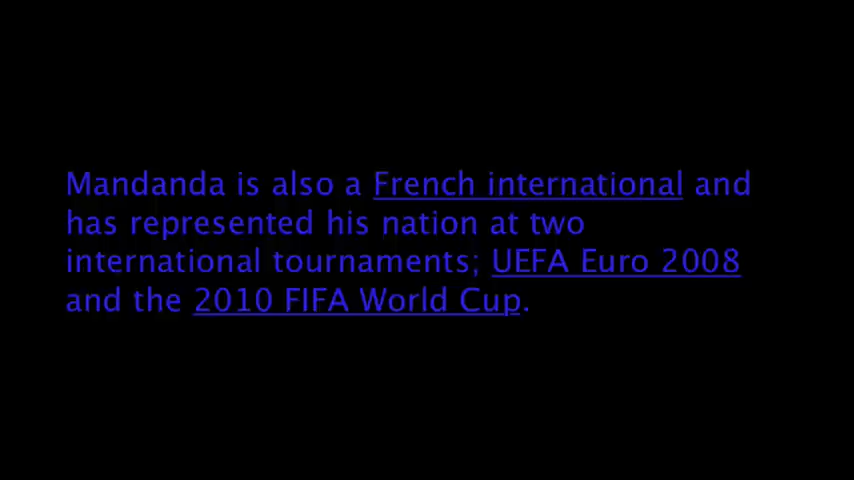 Mandanda is also a French international and
has represented his nation at two
international tournaments; UEFA Euro 2008
and the 2010 FIFA World Cup.